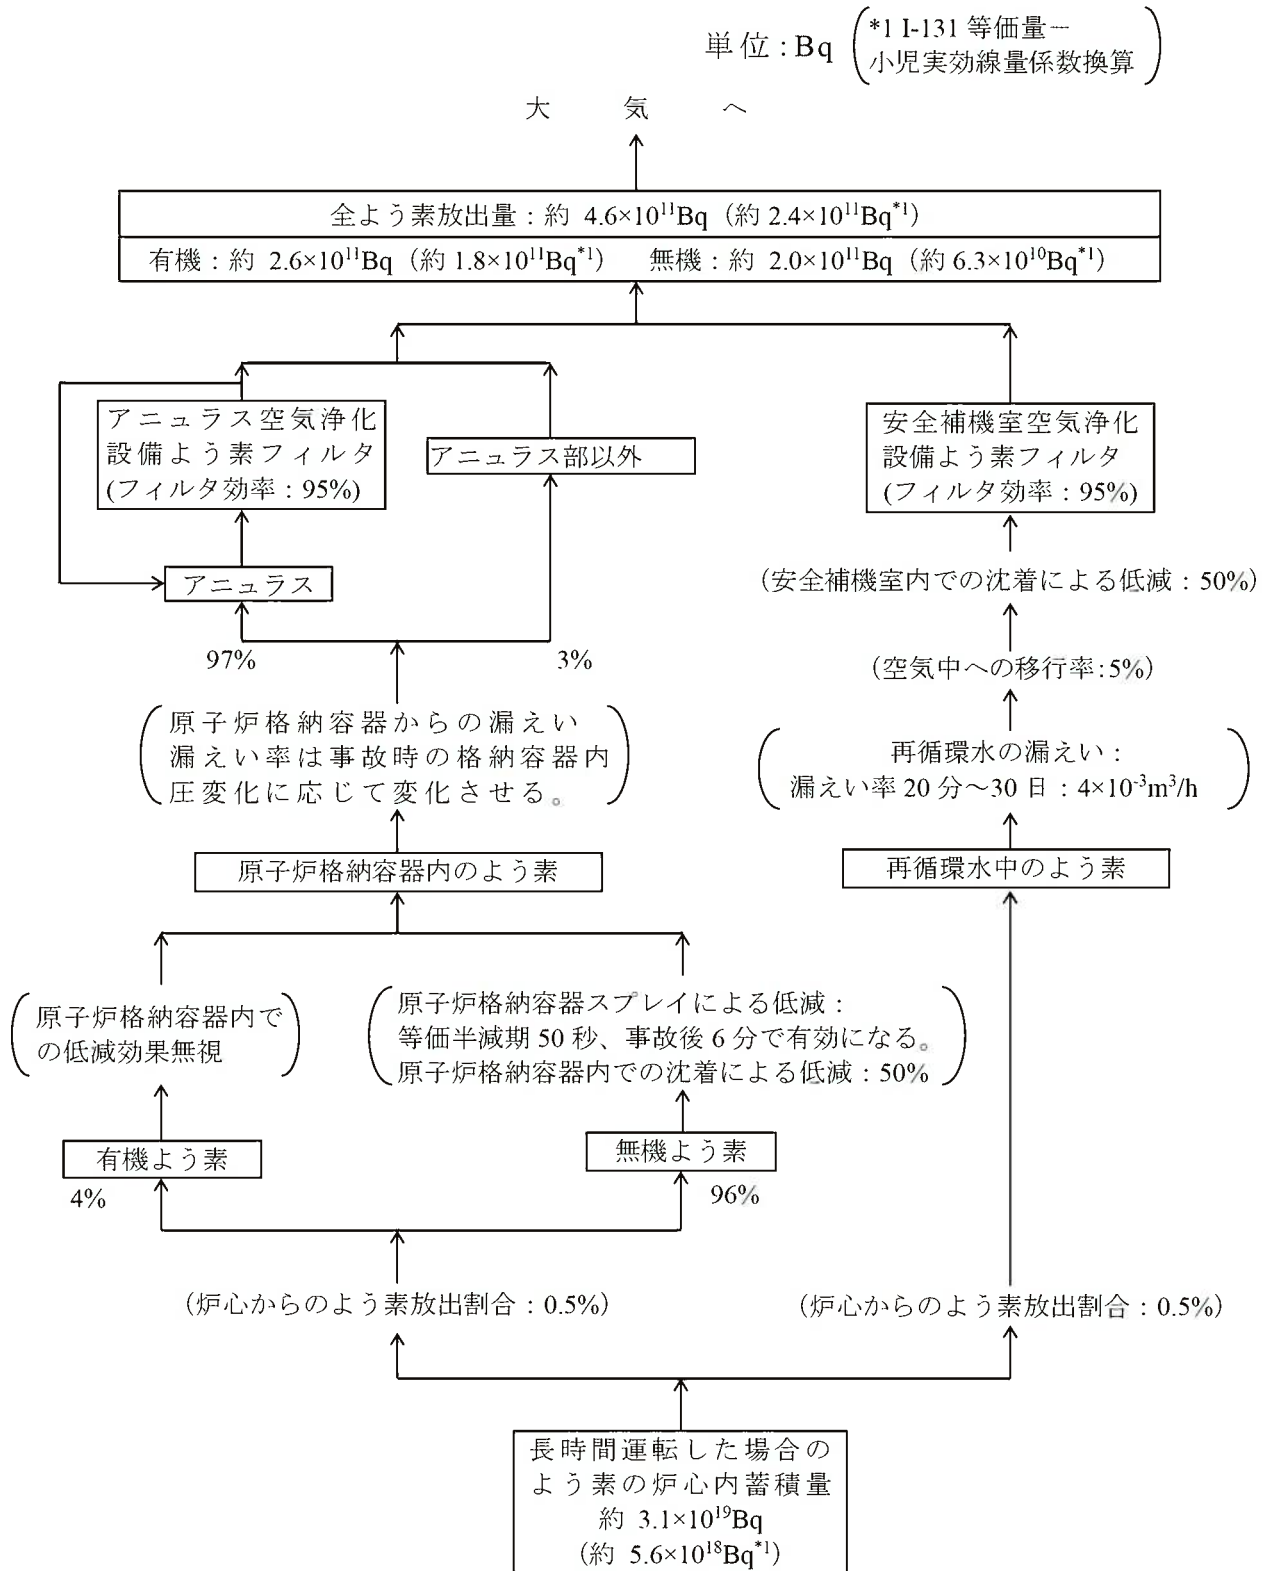 単位：Bq
*1 I-131 等価量－
小児実効線量係数換算
大気へ
全よう素放出量：約 4.6×10¹¹Bq（約 2.4×10¹¹Bq*¹）
有機：約 2.6×10¹¹Bq（約 1.8×10¹¹Bq*¹） 無機：約 2.0×10¹¹Bq（約 6.3×10¹⁰Bq*¹）
アニュラス空気浄化
設備よう素フィルタ
(フィルタ効率：95%)
アニュラス部以外
安全補機室空気浄化
設備よう素フィルタ
(フィルタ効率：95%)
アニュラス
(安全補機室内での沈着による低減：50%)
97%
3%
(空気中への移行率:5%)
原子炉格納容器からの漏えい
漏えい率は事故時の格納容器内
圧変化に応じて変化させる。
再循環水の漏えい：
漏えい率 20 分～30 日：4×10⁻³m³/h
原子炉格納容器内のよう素
再循環水中のよう素
原子炉格納容器内で
の低減効果無視
原子炉格納容器スプレイによる低減：
等価半減期 50 秒、事故後 6 分で有効になる。
原子炉格納容器内での沈着による低減：50%
有機よう素
無機よう素
4%
96%
(炉心からのよう素放出割合：0.5%)
(炉心からのよう素放出割合：0.5%)
長時間運転した場合の
よう素の炉心内蓄積量
約 3.1×10¹⁹Bq
(約 5.6×10¹⁸Bq*¹)